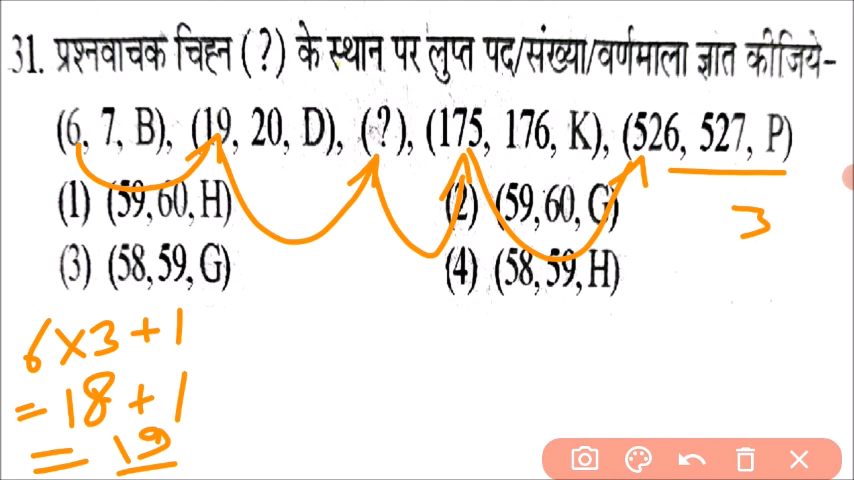 31. प्रश्नवाचक चिह्न (?) के स्थान पर लुप्त पद/संख्या/वर्णमाला ज्ञात कीजिये-
(6, 7, B), (19, 20, D), (?), (175, 176, K), (526, 527, P)
(1) (59, 60, H) (2) (59, 60, G)
3
(3) (58, 59, G) (4) (58, 59, H)
6 × 3 + 1
= 18 + 1
= 19